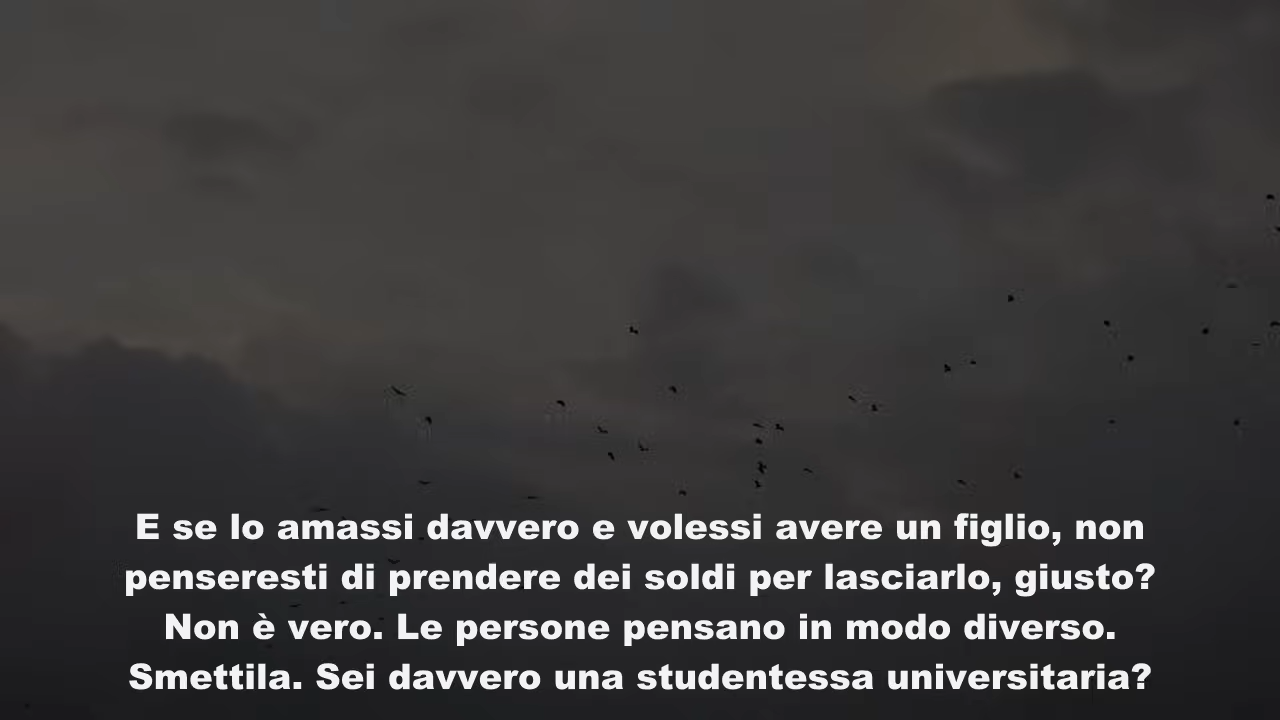 E se lo amassi davvero e volessi avere un figlio, non
penseresti di prendere dei soldi per lasciarlo, giusto?
Non è vero. Le persone pensano in modo diverso.
Smettila. Sei davvero una studentessa universitaria?